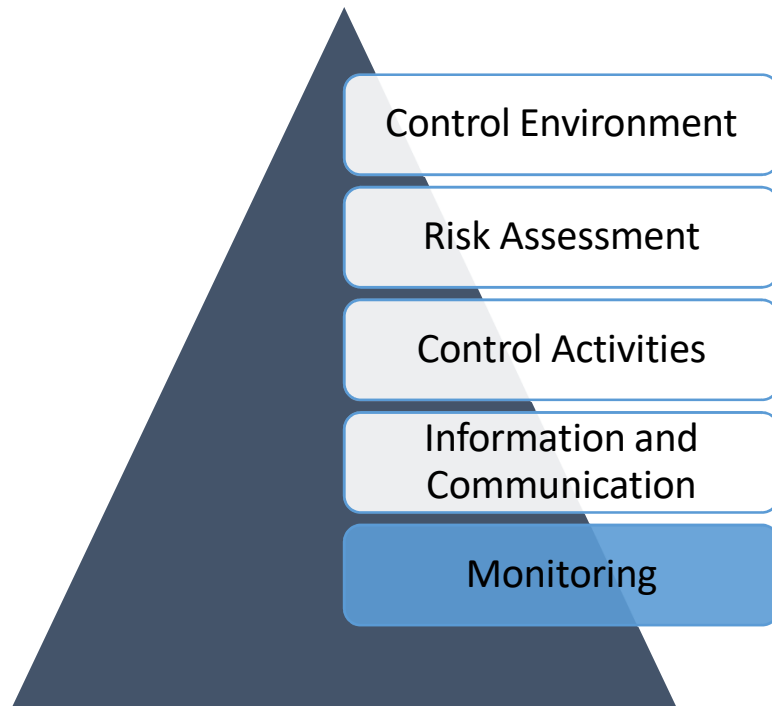 Control Environment
Risk Assessment
Control Activities
Information and
Communication
Monitoring